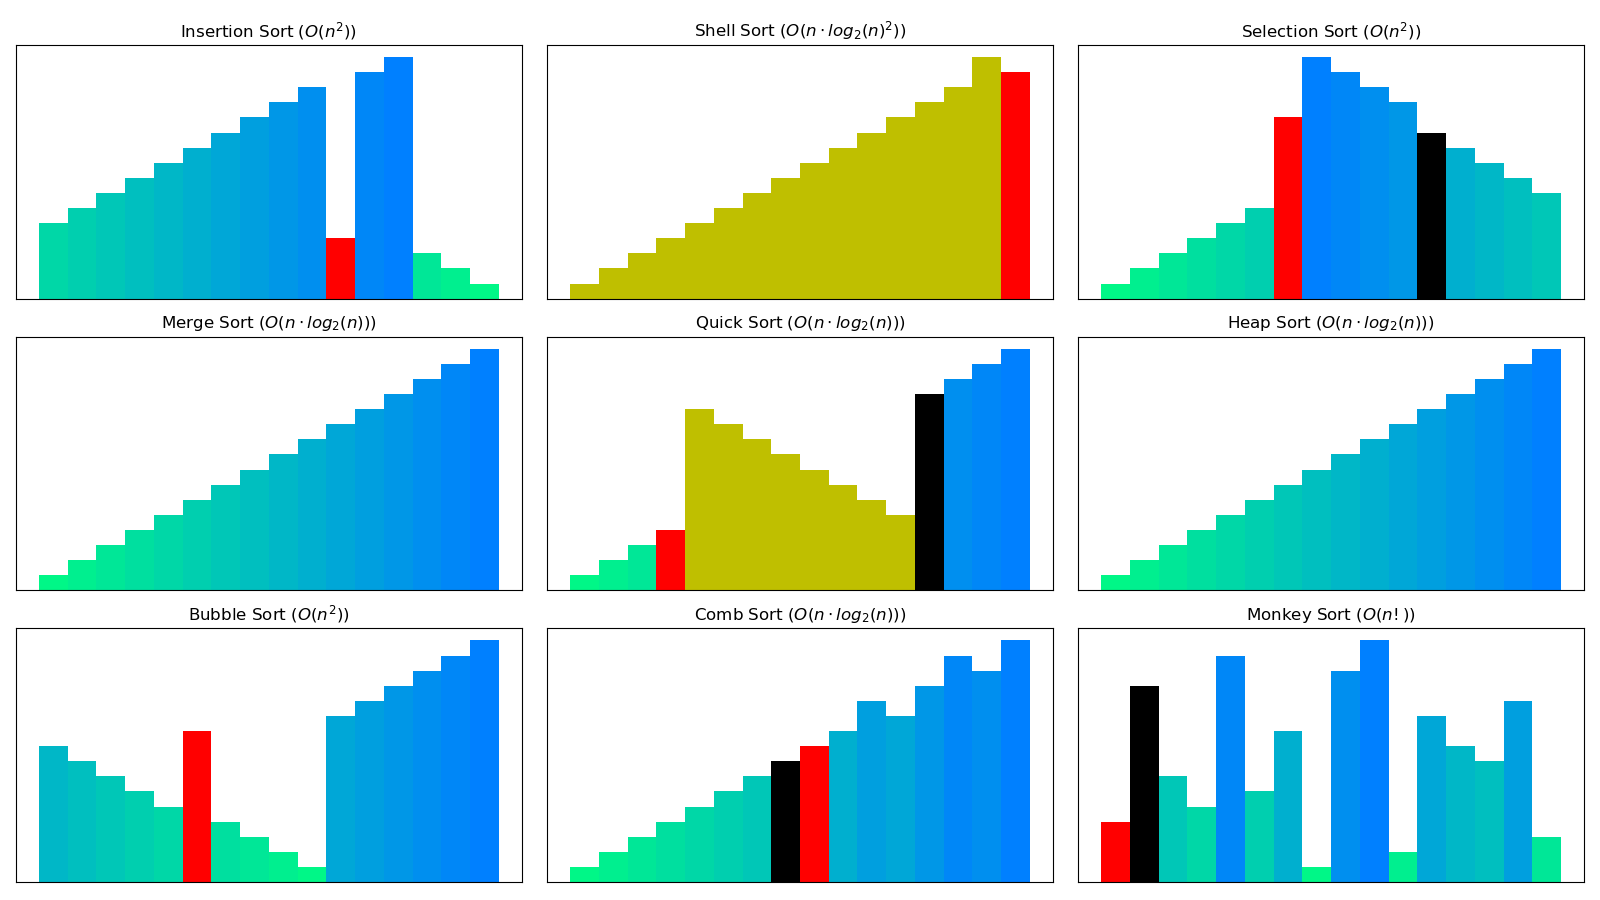 Insertion Sort (O(n²))
Shell Sort (O(n · log₂(n)²))
Selection Sort (O(n²))
Merge Sort (O(n · log₂(n)))
Quick Sort (O(n · log₂(n)))
Heap Sort (O(n · log₂(n)))
Bubble Sort (O(n²))
Comb Sort (O(n · log₂(n)))
Monkey Sort (O(n!))